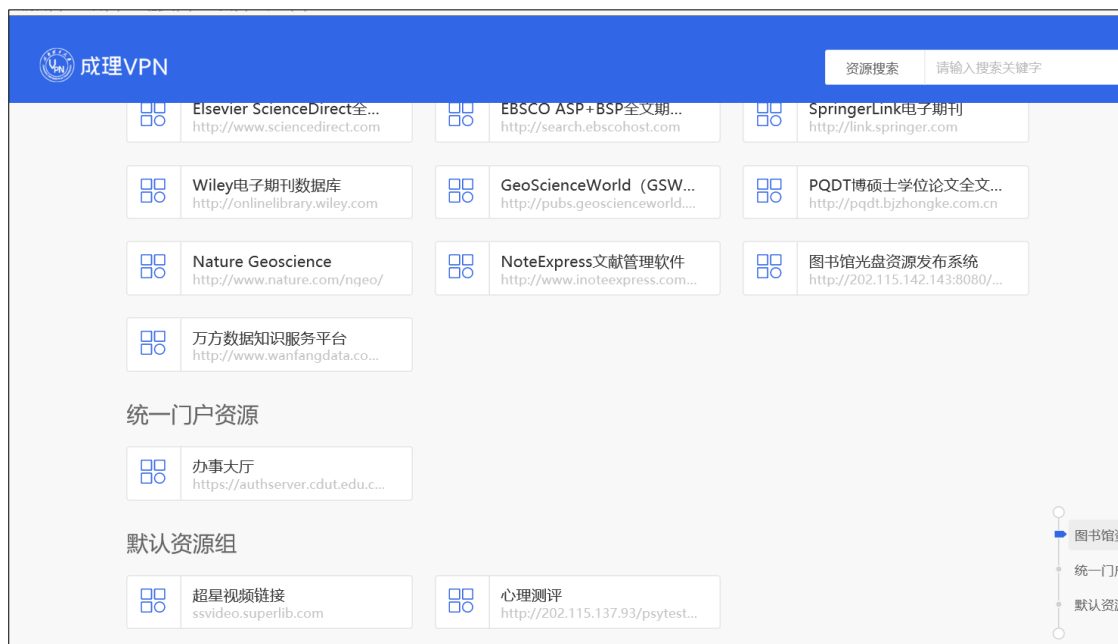 VPN
成理VPN
资源搜索
请输入搜索关键字
Elsevier ScienceDirect全...
http://www.sciencedirect.com
EBSCO ASP+BSP全文期...
http://search.ebscohost.com
SpringerLink电子期刊
http://link.springer.com
Wiley电子期刊数据库
http://onlinelibrary.wiley.com
GeoScienceWorld（GSW...
http://pubs.geoscienceworld....
PQDT博硕士学位论文全文...
http://pqdt.bjzhongke.com.cn
Nature Geoscience
http://www.nature.com/ngeo/
NoteExpress文献管理软件
http://www.inoteexpress.com...
图书馆光盘资源发布系统
http://202.115.142.143:8080/...
万方数据知识服务平台
http://www.wanfangdata.co...
统一门户资源
办事大厅
https://authserver.cdut.edu.c...
默认资源组
超星视频链接
ssvideo.superlib.com
心理测评
http://202.115.137.93/psytest...
图书馆资
统一门户
默认资源